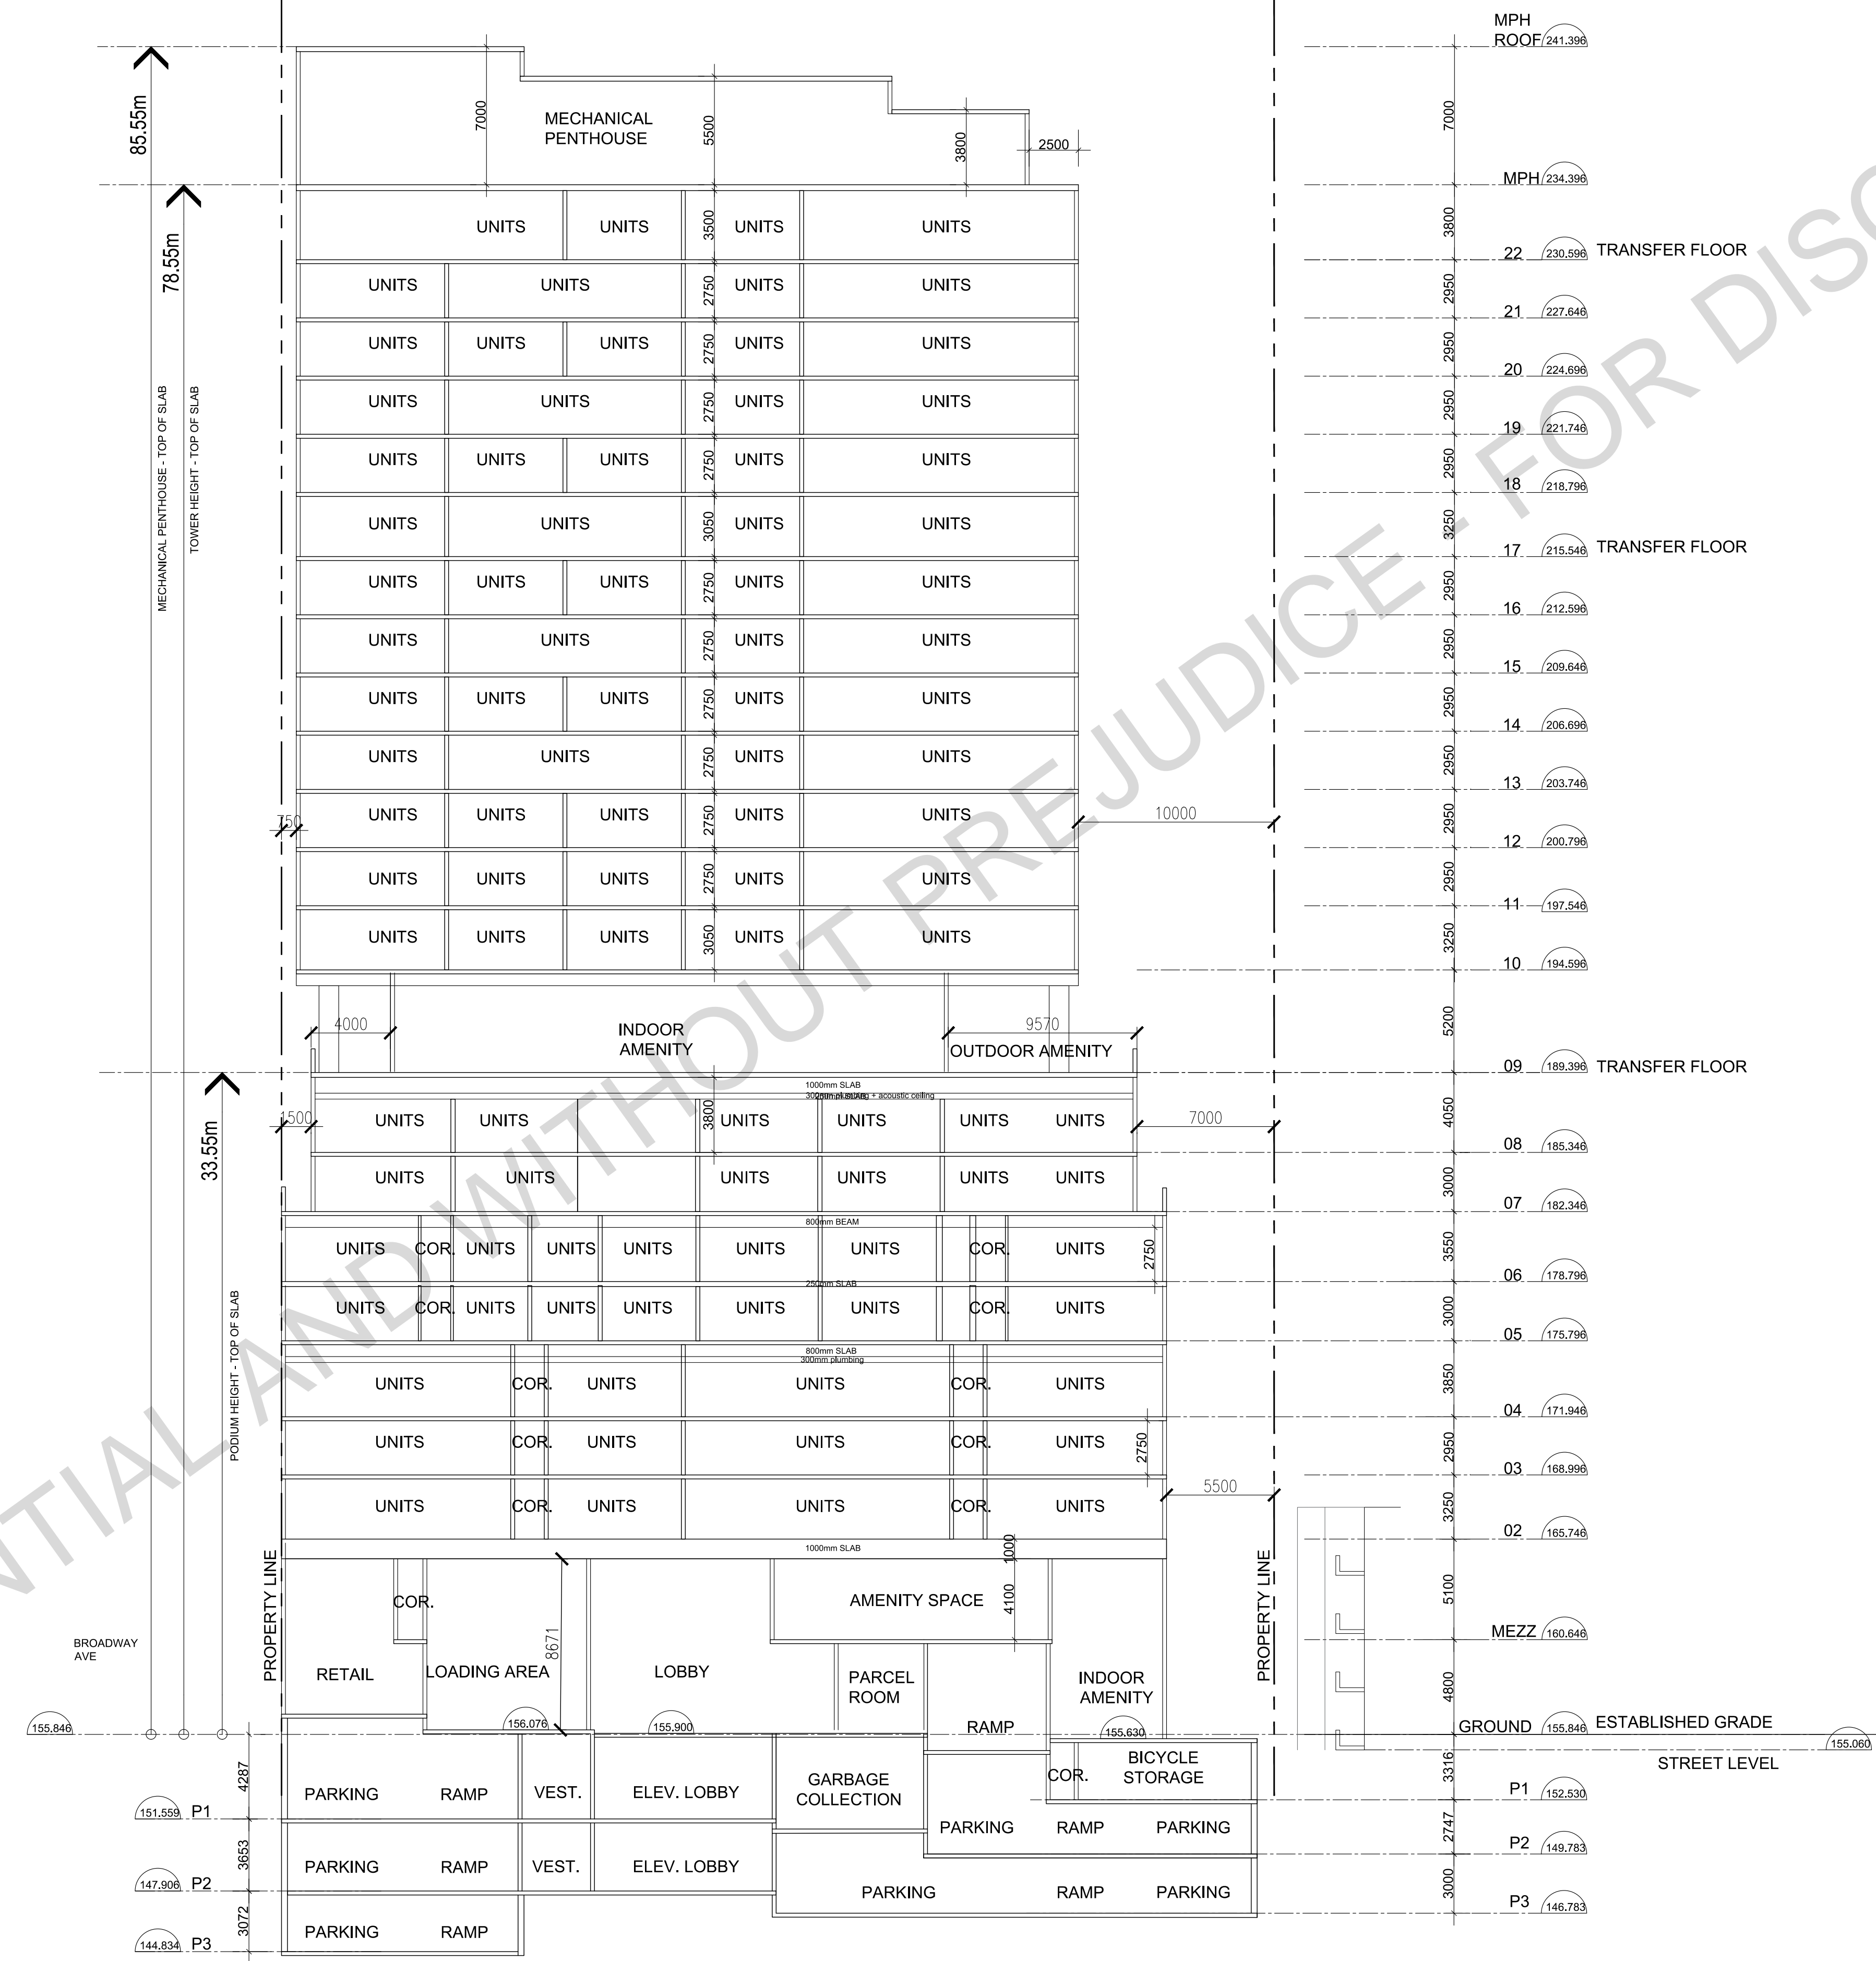 MPH
ROOF 241.396
85.55m
7000
MECHANICAL
PENTHOUSE
5500
3800
2500
7000
MPH 234.396
78.55m
UNITS UNITS 3500 UNITS UNITS
3800
22 230.596 TRANSFER FLOOR
UNITS UNITS 2750 UNITS UNITS
2950
21 227.646
UNITS UNITS UNITS 2750 UNITS UNITS
2950
20 224.696
MECHANICAL PENTHOUSE - TOP OF SLAB
TOWER HEIGHT - TOP OF SLAB
UNITS UNITS 2750 UNITS UNITS
2950
19 221.746
UNITS UNITS UNITS 2750 UNITS UNITS
2950
18 218.796
UNITS UNITS 3050 UNITS UNITS
3250
17 215.546 TRANSFER FLOOR
UNITS UNITS UNITS 2750 UNITS UNITS
2950
16 212.596
UNITS UNITS 2750 UNITS UNITS
2950
15 209.646
UNITS UNITS UNITS 2750 UNITS UNITS
2950
14 206.696
UNITS UNITS 2750 UNITS UNITS
2950
13 203.746
750
UNITS UNITS UNITS 2750 UNITS UNITS
10000
2950
12 200.796
UNITS UNITS UNITS 2750 UNITS UNITS
2950
11 197.546
UNITS UNITS UNITS 3050 UNITS UNITS
3250
10 194.596
4000
INDOOR
AMENITY
9570
OUTDOOR AMENITY
5200
09 189.396 TRANSFER FLOOR
1000mm SLAB
300mm plumbing + acoustic ceiling
33.55m
1500
UNITS UNITS 3800 UNITS UNITS UNITS UNITS
7000
4050
08 185.346
UNITS UNITS UNITS UNITS UNITS UNITS
3000
07 182.346
800mm BEAM
UNITS COR. UNITS UNITS UNITS UNITS UNITS COR. UNITS 2750
3550
06 178.796
250mm SLAB
UNITS COR. UNITS UNITS UNITS UNITS UNITS COR. UNITS
3000
05 175.796
PODIUM HEIGHT - TOP OF SLAB
800mm SLAB
300mm plumbing
UNITS COR. UNITS UNITS COR. UNITS
3850
04 171.946
UNITS COR. UNITS UNITS COR. UNITS 2750
2950
03 168.996
5500
UNITS COR. UNITS UNITS COR. UNITS
3250
02 165.746
1000mm SLAB
1000
PROPERTY LINE
PROPERTY LINE
COR.
AMENITY SPACE
4100
5100
MEZZ 160.646
BROADWAY
AVE
8671
RETAIL LOADING AREA LOBBY
PARCEL
ROOM
INDOOR
AMENITY
4800
155.846
156.076
155.900
RAMP
155.630
GROUND 155.846 ESTABLISHED GRADE
155.060
STREET LEVEL
4287
PARKING RAMP VEST. ELEV. LOBBY
GARBAGE
COLLECTION
COR.
BICYCLE
STORAGE
3316
P1 152.530
151.559 P1
PARKING RAMP PARKING
2747
P2 149.783
3653
PARKING RAMP VEST. ELEV. LOBBY
147.906 P2
PARKING RAMP PARKING
3000
P3 146.783
3072
PARKING RAMP
144.834 P3
AND WITHOUT PREJUDICE - FOR